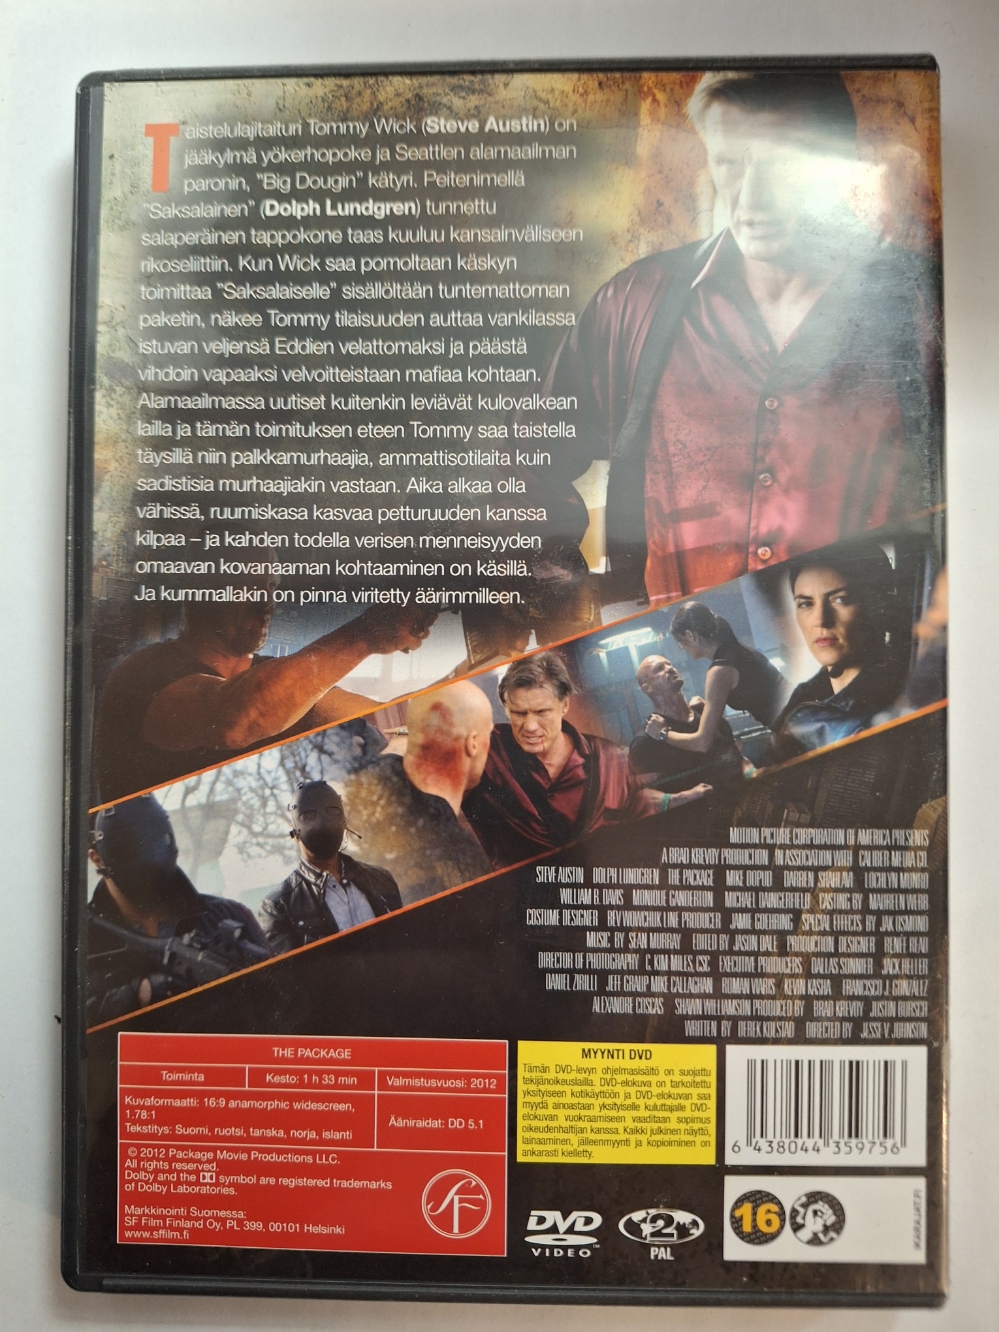 Taistelulajitaituri Tommy Wick (Steve Austin) on
jääkylmä yökerhopoke ja Seattlen alamaailman
paronin, "Big Dougin" kätyri. Peitenimellä
"Saksalainen" (Dolph Lundgren) tunnettu
salaperäinen tappokone taas kuuluu kansainväliseen
rikoseliittiin. Kun Wick saa pomoltaan käskyn
toimittaa "Saksalaiselle" sisällöltään tuntemattoman
paketin, näkee Tommy tilaisuuden auttaa vankilassa
istuvan veljensä Eddien velattomaksi ja päästä
vihdoin vapaaksi velvoitteistaan mafiaa kohtaan.
Alamaailmassa uutiset kuitenkin leviävät kulovalkean
lailla ja tämän toimituksen eteen Tommy saa taistella
täysillä niin palkkamurhaajia, ammattisotilaita kuin
sadistisia murhaajiakin vastaan. Aika alkaa olla
vähissä, ruumiskasa kasvaa petturuuden kanssa
kilpaa – ja kahden todella verisen menneisyyden
omaavan kovanaaman kohtaaminen on käsillä.
Ja kummallakin on pinna viritetty äärimmilleen.
MOTION PICTURE CORPORATION OF AMERICA PRESENTS
A BRAD KREVOY PRODUCTION IN ASSOCIATION WITH CALIBER MEDIA CO.
STEVE AUSTIN DOLPH LUNDGREN THE PACKAGE MIKE DOPUD DARREN SHAHLAVI LOCHLYN MUNRO
WILLIAM B. DAVIS MONIQUE GANDERTON MICHAEL DAINGERFIELD CASTING BY MAUREEN WEBB
COSTUME DESIGNER BEV WOWCHUK LINE PRODUCER JAMIE GOEHRING SPECIAL EFFECTS BY JAK OSMOND
MUSIC BY SEAN MURRAY EDITED BY JASON DALE PRODUCTION DESIGNER RENÉE READ
DIRECTOR OF PHOTOGRAPHY C. KIM MILES, CSC EXECUTIVE PRODUCERS DALLAS SONNIER JACK HELLER
DANIEL ZIRILLI JEFF GRAUP MIKE CALLAGHAN ROMAN VIARIS KEVIN KASHA FRANCISCO J. GONZÁLEZ
ALEXANDRE COSCAS SHAWN WILLIAMSON PRODUCED BY BRAD KREVOY JUSTIN BURSCH
WRITTEN BY DEREK KOLSTAD DIRECTED BY JESSE V. JOHNSON
THE PACKAGE
Toiminta Kesto: 1 h 33 min Valmistusvuosi: 2012
Kuvaformaatti: 16:9 anamorphic widescreen,
1.78:1
Tekstitys: Suomi, ruotsi, tanska, norja, islanti
Ääniraidat: DD 5.1
© 2012 Package Movie Productions LLC.
All rights reserved.
Dolby and the symbol are registered trademarks
of Dolby Laboratories.
Markkinointi Suomessa:
SF Film Finland Oy, PL 399, 00101 Helsinki
www.sffilm.fi
SF
MYYNTI DVD
Tämän DVD-levyn ohjelmasisältö on suojattu
tekijänoikeuslailla. DVD-elokuva on tarkoitettu
yksityiseen kotikäyttöön ja DVD-elokuvan saa
myydä ainoastaan yksityiselle kuluttajalle DVD-
elokuvan vuokraamiseen vaaditaan sopimus
oikeudenhaltijan kanssa. Kaikki julkinen näyttö,
lainaaminen, jälleenmyynti ja kopioiminen on
ankarasti kielletty.
6 438044 359756
DVD
VIDEO
2
PAL
16
IKARAJAT.FI